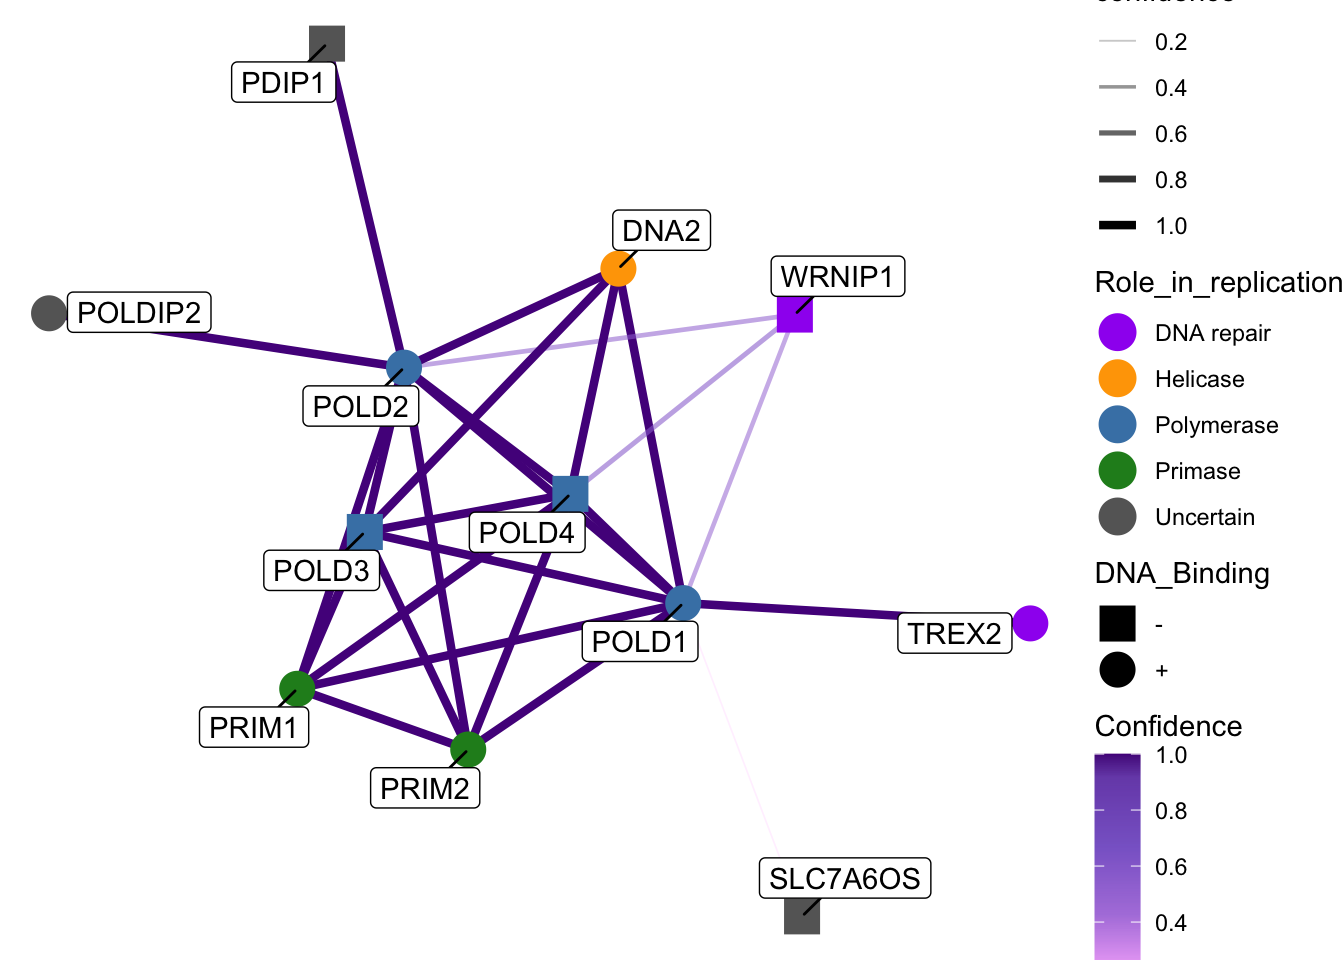 PDIP1
DNA2
WRNIP1
POLDIP2
POLD2
POLD4
POLD3
POLD1
TREX2
PRIM1
PRIM2
SLC7A6OS
confidence
0.2
0.4
0.6
0.8
1.0
Role_in_replication
DNA repair
Helicase
Polymerase
Primase
Uncertain
DNA_Binding
-
+
Confidence
1.0
0.8
0.6
0.4